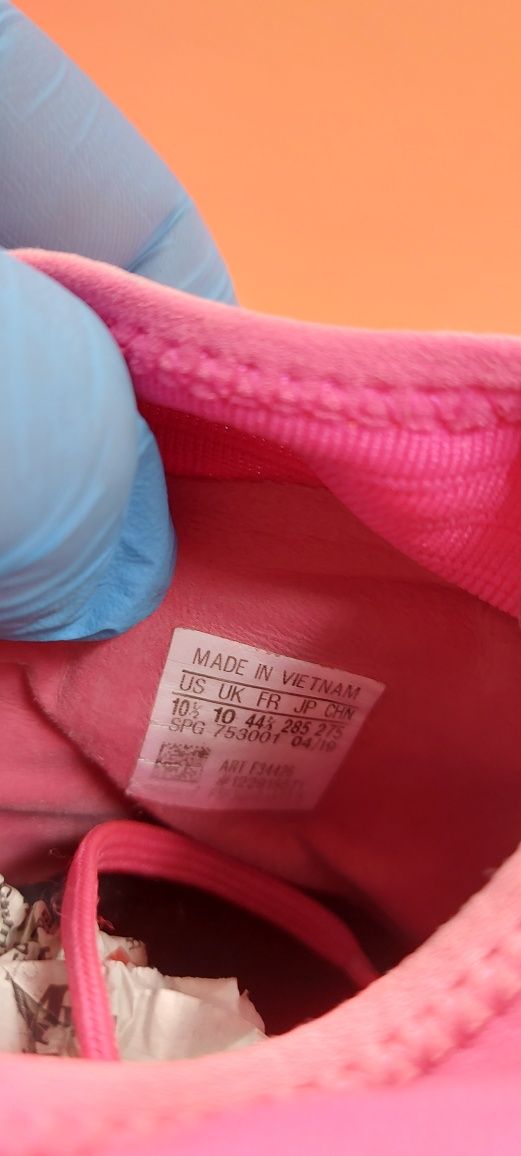 MADE IN VIETNAM
US UK FR JP CHN
10½ 10 44⅔ 285 275
SPG 753001 04/19
ART F34426